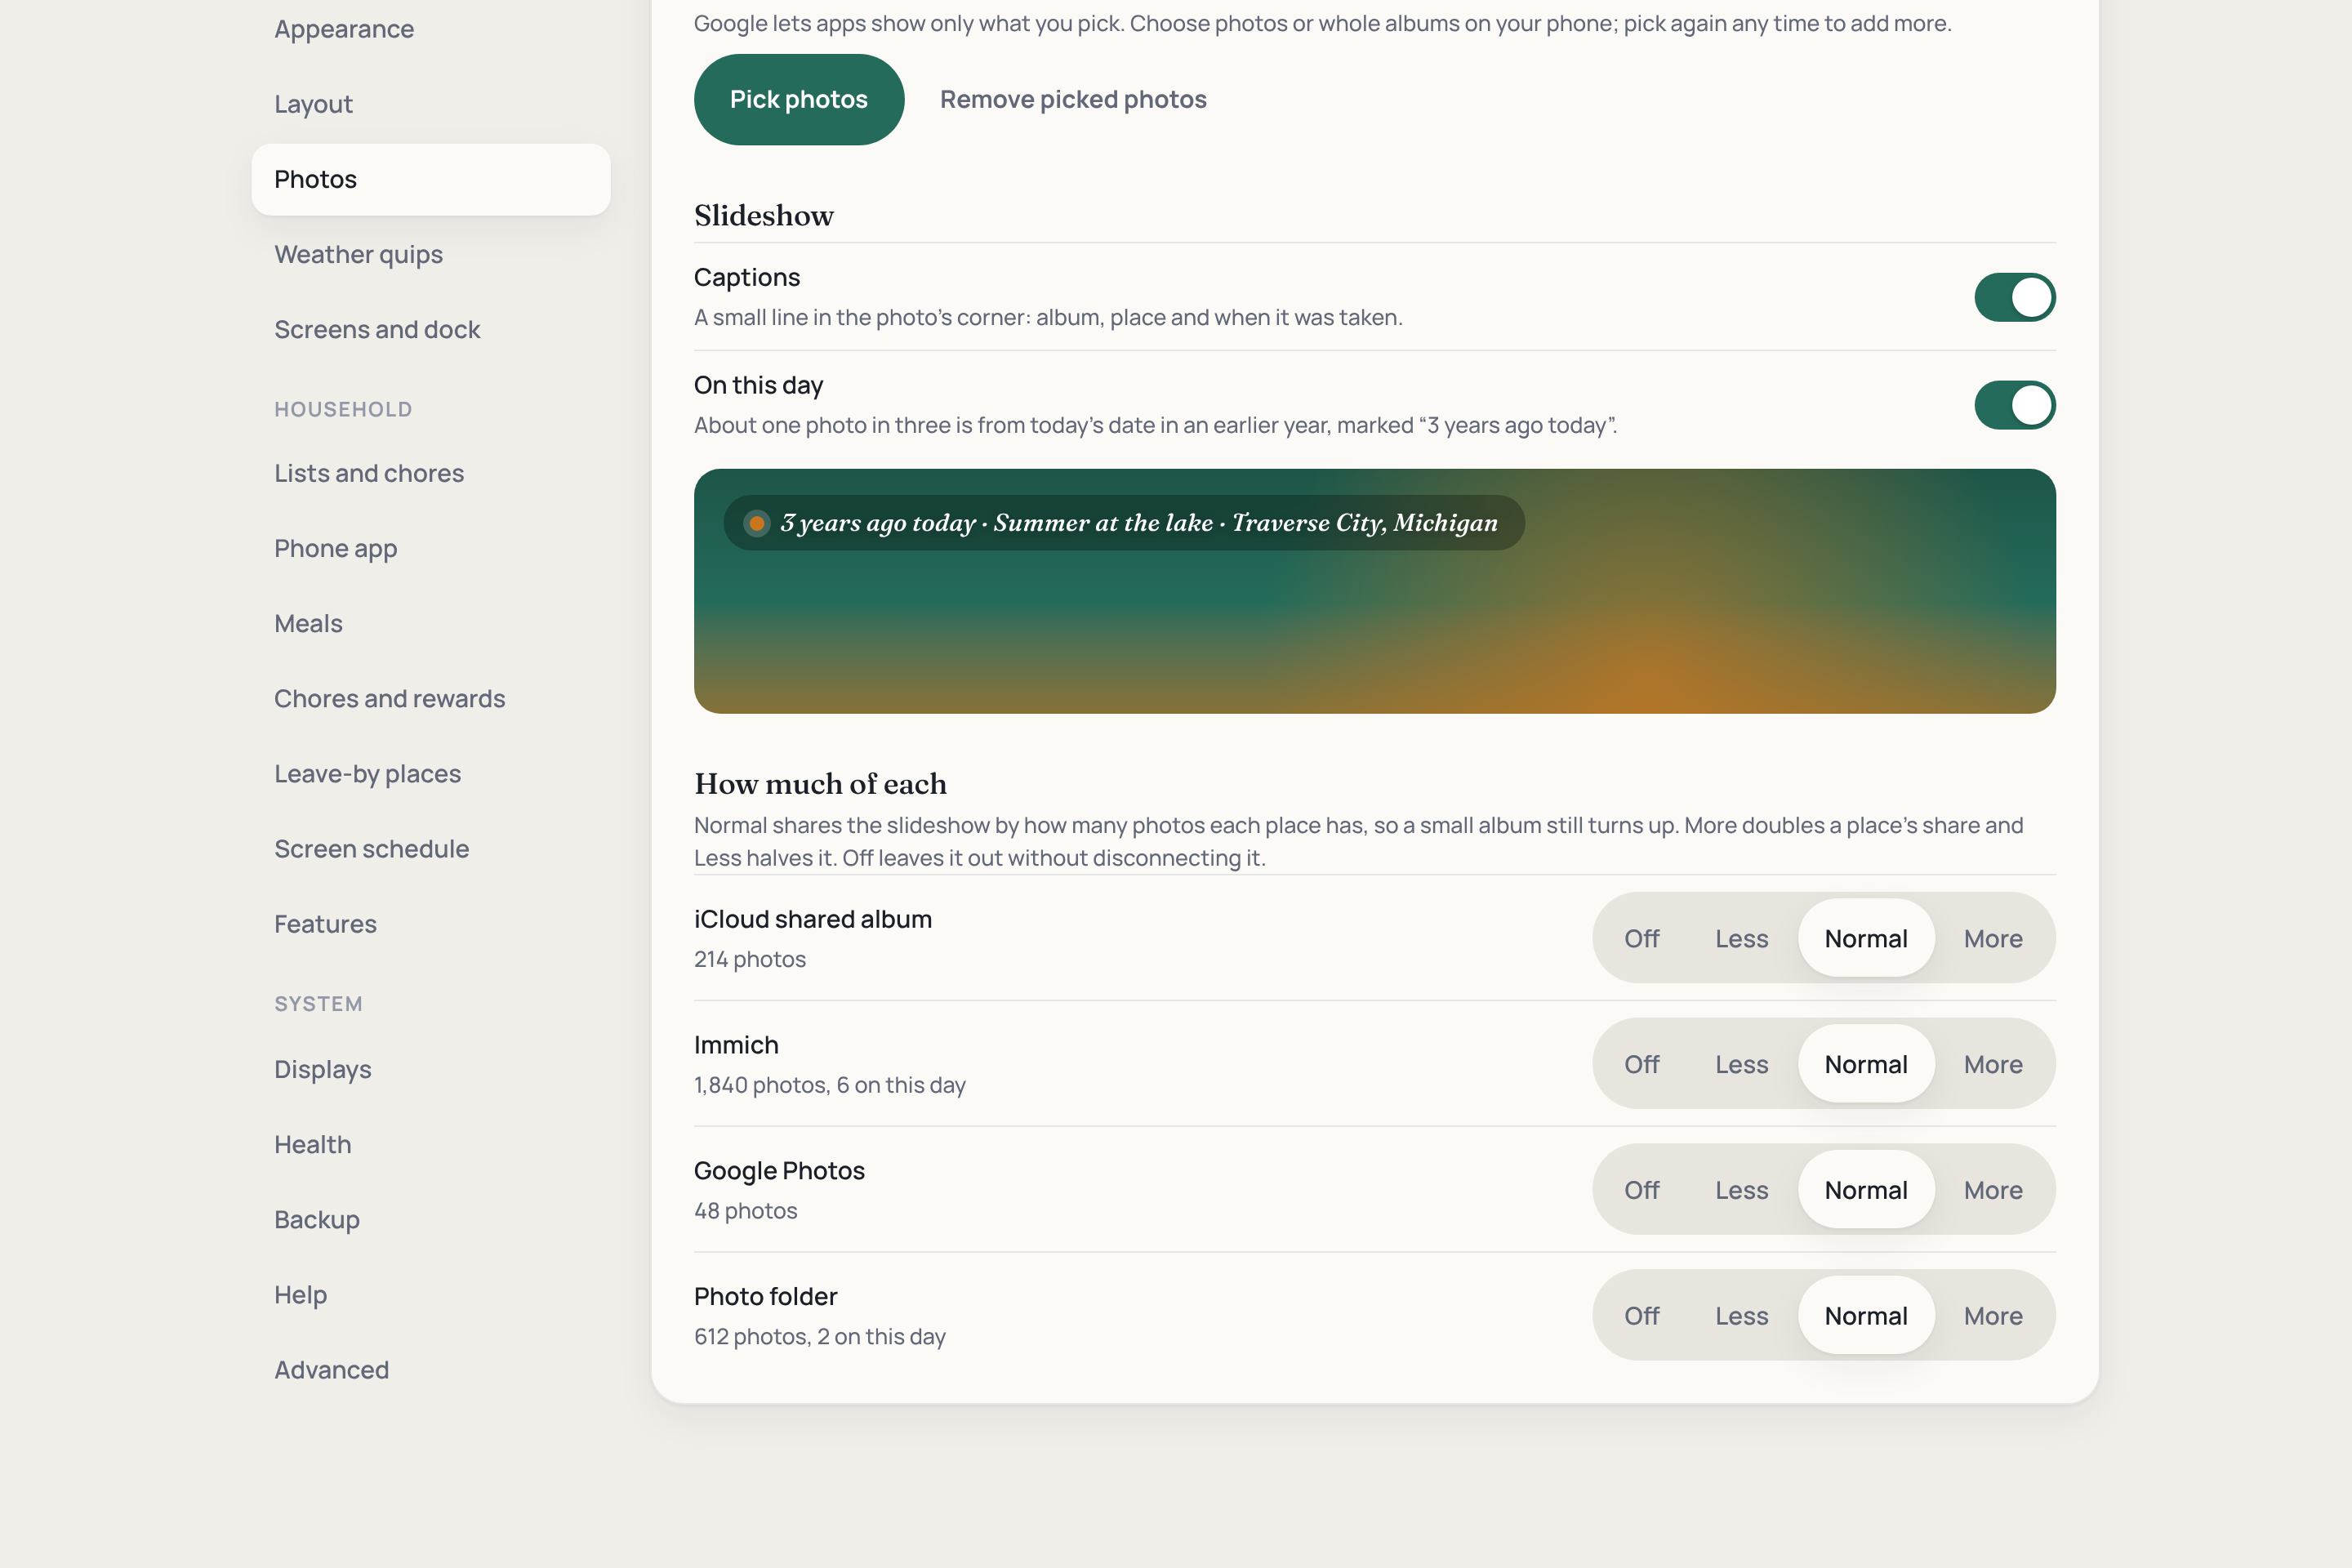 Appearance
Layout
Photos
Weather quips
Screens and dock
HOUSEHOLD
Lists and chores
Phone app
Meals
Chores and rewards
Leave-by places
Screen schedule
Features
SYSTEM
Displays
Health
Backup
Help
Advanced
Google lets apps show only what you pick. Choose photos or whole albums on your phone; pick again any time to add more.
Pick photos
Remove picked photos
Slideshow
Captions
A small line in the photo’s corner: album, place and when it was taken.
On this day
About one photo in three is from today’s date in an earlier year, marked “3 years ago today”.
3 years ago today · Summer at the lake · Traverse City, Michigan
How much of each
Normal shares the slideshow by how many photos each place has, so a small album still turns up. More doubles a place’s share and
Less halves it. Off leaves it out without disconnecting it.
iCloud shared album
214 photos
Off Less Normal More
Immich
1,840 photos, 6 on this day
Off Less Normal More
Google Photos
48 photos
Off Less Normal More
Photo folder
612 photos, 2 on this day
Off Less Normal More